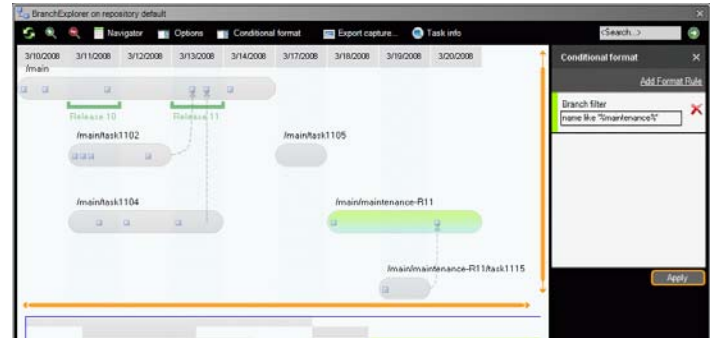 BranchExplorer on repository default
Navigator Options Conditional format Export capture... Task info <Search...>
3/10/2008 3/11/2008 3/12/2008 3/13/2008 3/14/2008 3/17/2008 3/18/2008 3/19/2008 3/20/2008
Conditional format
/main
Add Format Rule
Branch filter
name like "%maintenance%"
Release 10 Release 11
/main/task1102 /main/task1105
/main/task1104 /main/maintenance-R11
/main/maintenance-R11/task1115
Apply